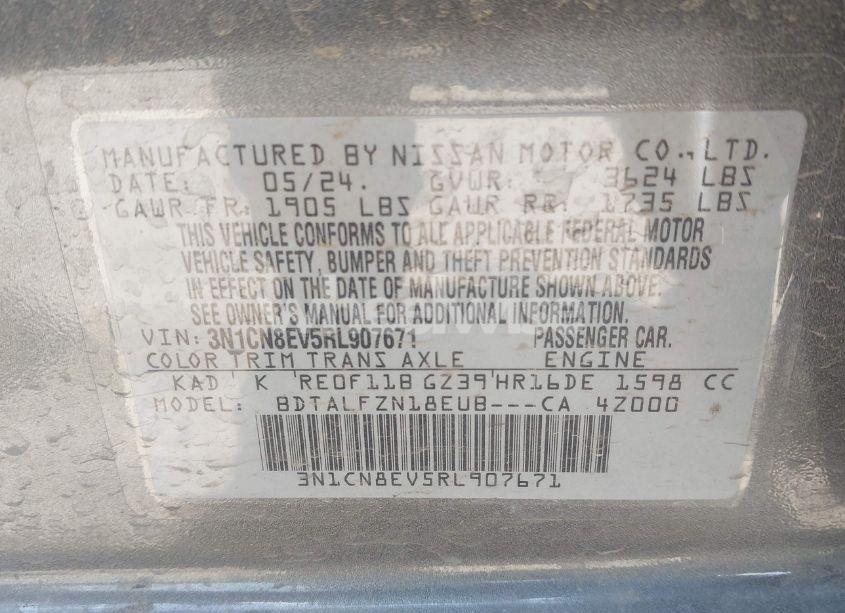 MANUFACTURED BY NISSAN MOTOR CO., LTD.
DATE: 05/24. GVWR: 3624 LBS
GAWR FR: 1905 LBS GAWR RR: 1735 LBS
THIS VEHICLE CONFORMS TO ALL APPLICABLE FEDERAL MOTOR
VEHICLE SAFETY, BUMPER AND THEFT PREVENTION STANDARDS
IN EFFECT ON THE DATE OF MANUFACTURE SHOWN ABOVE.
SEE OWNER'S MANUAL FOR ADDITIONAL INFORMATION.
VIN: 3N1CN8EV5RL907671 PASSENGER CAR.
COLOR TRIM TRANS AXLE ENGINE
KAD K RE0F11B GZ39 HR16DE 1598 CC
MODEL: BDTALFZN18EUB---CA 4Z000
3N1CN8EV5RL907671